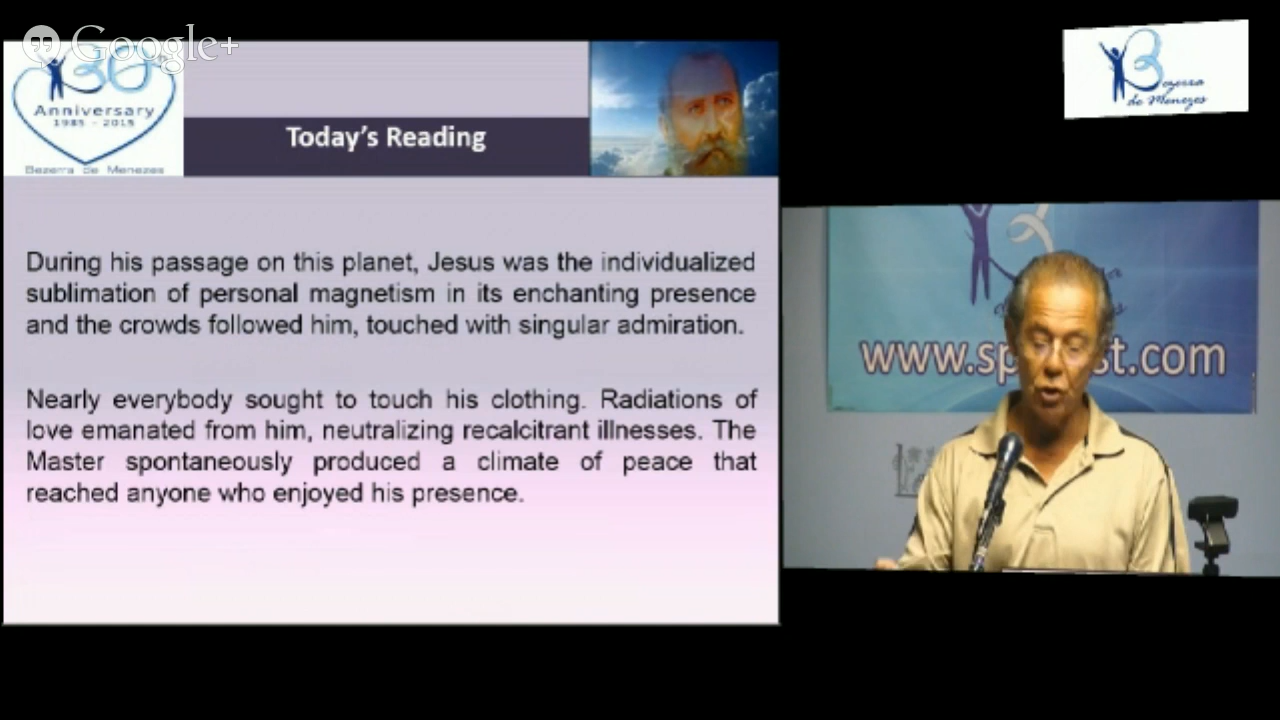 Google+
30th
Anniversary
1985 - 2015
Bezerra de Menezes
Today's Reading
During his passage on this planet, Jesus was the individualized
sublimation of personal magnetism in its enchanting presence
and the crowds followed him, touched with singular admiration.
Nearly everybody sought to touch his clothing. Radiations of
love emanated from him, neutralizing recalcitrant illnesses. The
Master spontaneously produced a climate of peace that
reached anyone who enjoyed his presence.
Bezerra
de Menezes
www.sp st.com